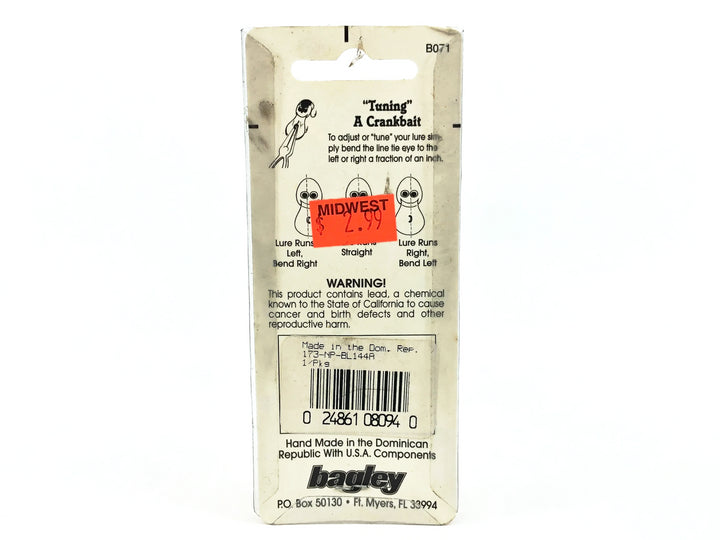 B071
"Tuning"
A Crankbait
To adjust or "tune" your lure sim-
ply bend the line tie eye to the
left or right a fraction of an inch.
MIDWEST
$ 2.99
Lure Runs
Left,
Bend Right
Runs
Straight
Lure Runs
Right,
Bend Left
WARNING!
This product contains lead, a chemical
known to the State of California to cause
cancer and birth defects and other
reproductive harm.
Made in the Dom. Rep.
173-NP-BL144A
1/Pkg
0 24861 08094 0
Hand Made in the Dominican
Republic With U.S.A. Components
bagley
P.O. Box 50130 • Ft. Myers, FL 33994